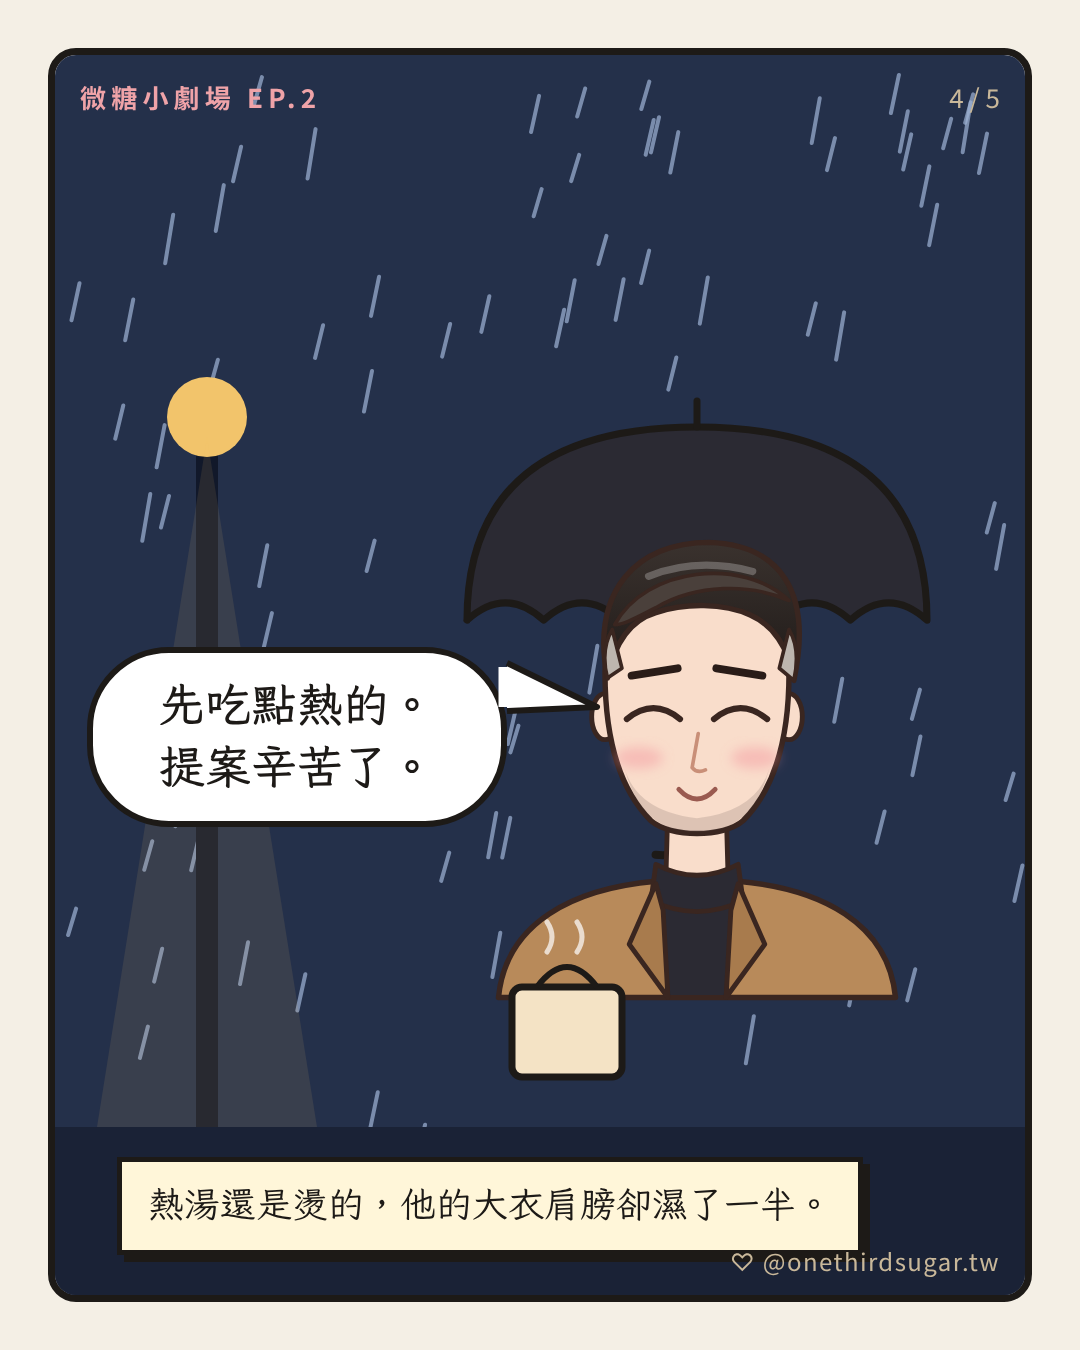 微糖小劇場 EP.2
4/5
先吃點熱的。
提案辛苦了。
熱湯還是燙的，他的大衣肩膀卻濕了一半。
♡ @onethirdsugar.tw